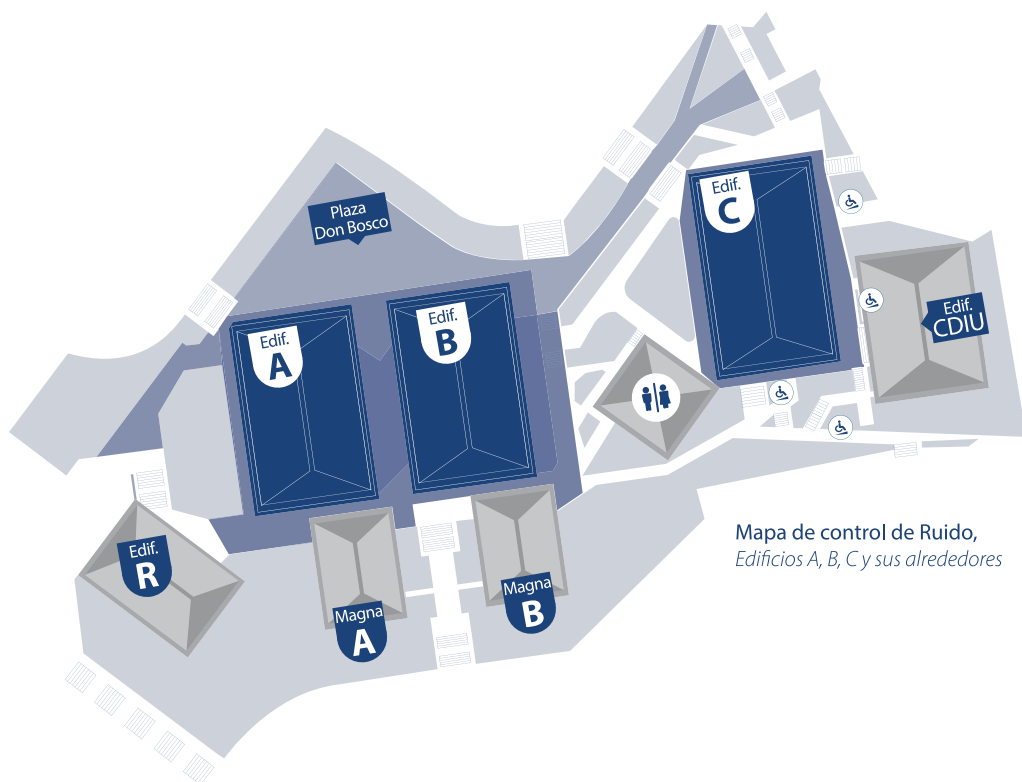 Edif.
C
Plaza
Don Bosco
Edif.
CDIU
Edif.
B
Edif.
A
Mapa de control de Ruido,
Edificios A, B, C y sus alrededores
Edif.
R
Magna
B
Magna
A